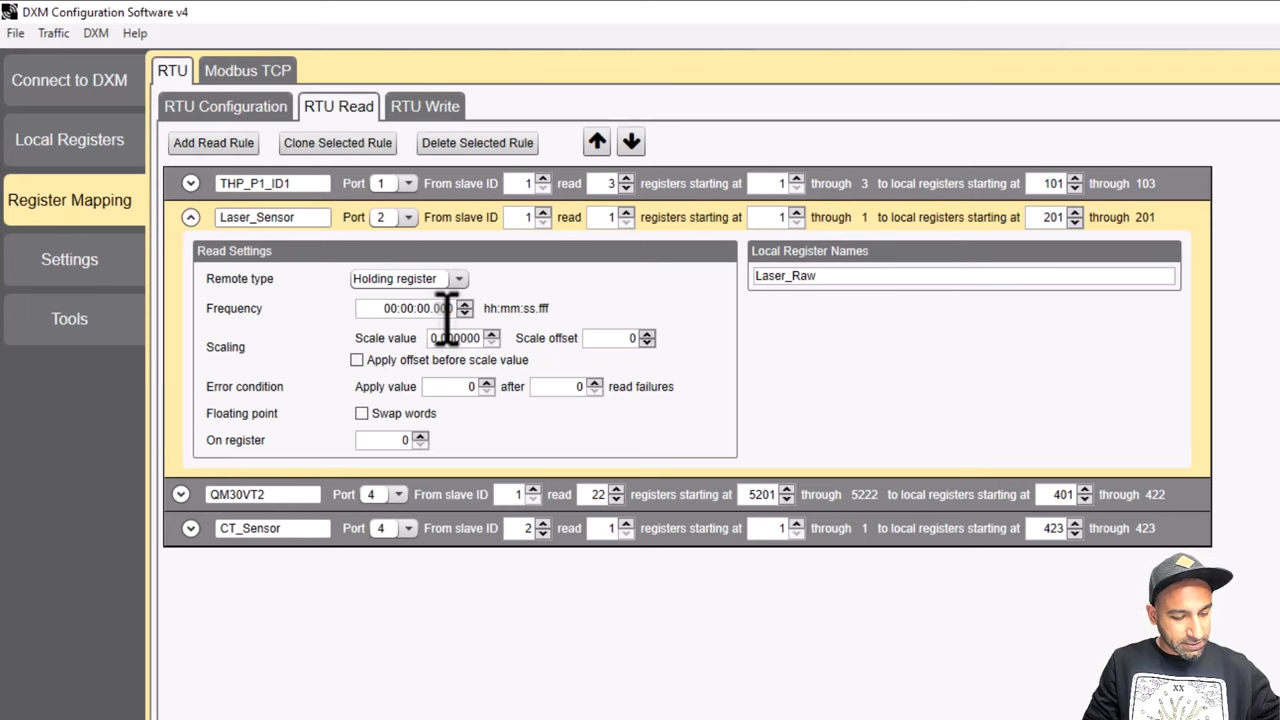 DXM Configuration Software v4
File Traffic DXM Help
Connect to DXM
Local Registers
Register Mapping
Settings
Tools
RTU Modbus TCP
RTU Configuration RTU Read RTU Write
Add Read Rule Clone Selected Rule Delete Selected Rule
THP_P1_ID1 Port 1 From slave ID 1 read 3 registers starting at 1 through 3 to local registers starting at 101 through 103
Laser_Sensor Port 2 From slave ID 1 read 1 registers starting at 1 through 1 to local registers starting at 201 through 201
Read Settings
Remote type Holding register
Frequency 00:00:00.000 hh:mm:ss.fff
Scaling Scale value 0.000000 Scale offset 0
Apply offset before scale value
Error condition Apply value 0 after 0 read failures
Floating point Swap words
On register 0
Local Register Names
Laser_Raw
QM30VT2 Port 4 From slave ID 1 read 22 registers starting at 5201 through 5222 to local registers starting at 401 through 422
CT_Sensor Port 4 From slave ID 2 read 1 registers starting at 1 through 1 to local registers starting at 423 through 423
XX